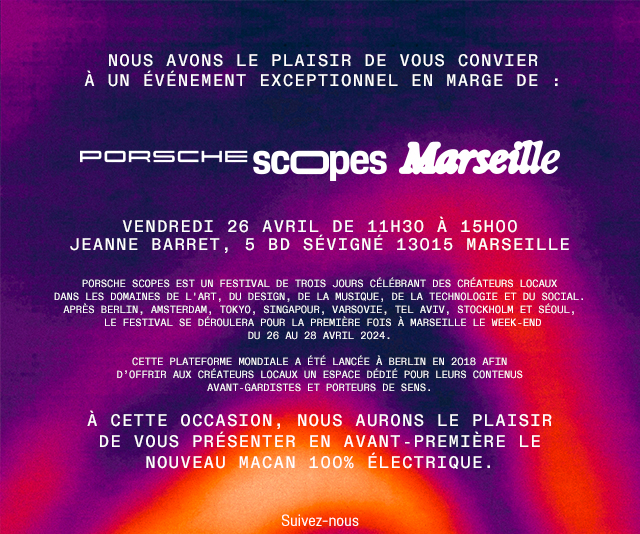 NOUS AVONS LE PLAISIR DE VOUS CONVIER
À UN ÉVÉNEMENT EXCEPTIONNEL EN MARGE DE :
PORSCHE scopes Marseille
VENDREDI 26 AVRIL DE 11H30 À 15H00
JEANNE BARRET, 5 BD SÉVIGNÉ 13015 MARSEILLE
PORSCHE SCOPES EST UN FESTIVAL DE TROIS JOURS CÉLÉBRANT DES CRÉATEURS LOCAUX
DANS LES DOMAINES DE L'ART, DU DESIGN, DE LA MUSIQUE, DE LA TECHNOLOGIE ET DU SOCIAL.
APRÈS BERLIN, AMSTERDAM, TOKYO, SINGAPOUR, VARSOVIE, TEL AVIV, STOCKHOLM ET SÉOUL,
LE FESTIVAL SE DÉROULERA POUR LA PREMIÈRE FOIS À MARSEILLE LE WEEK-END
DU 26 AU 28 AVRIL 2024.
CETTE PLATEFORME MONDIALE A ÉTÉ LANCÉE À BERLIN EN 2018 AFIN
D'OFFRIR AUX CRÉATEURS LOCAUX UN ESPACE DÉDIÉ POUR LEURS CONTENUS
AVANT-GARDISTES ET PORTEURS DE SENS.
À CETTE OCCASION, NOUS AURONS LE PLAISIR
DE VOUS PRÉSENTER EN AVANT-PREMIÈRE LE
NOUVEAU MACAN 100% ÉLECTRIQUE.
Suivez-nous